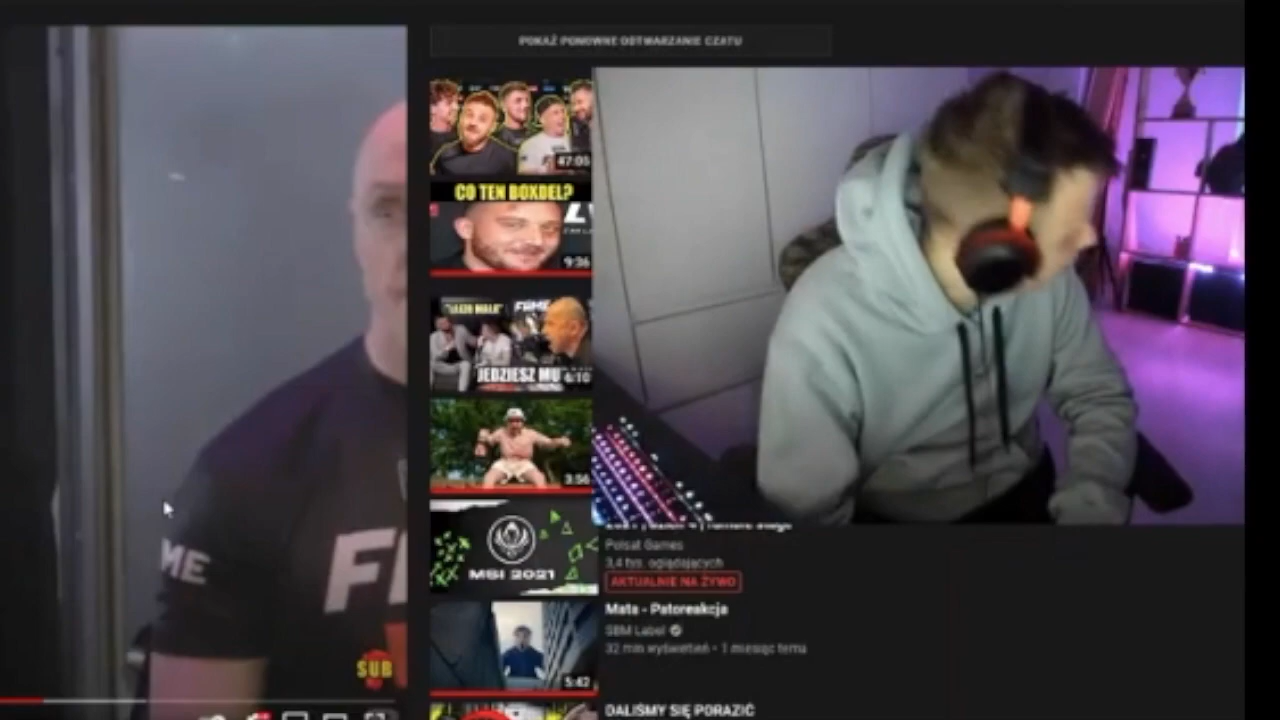 POKAŻ PONOWNE ODTWARZANIE CZATU
47:05
CO TEN BOXDEL?
9:36
FAME
JEDZIESZ MU
6:10
3:56
MSI 2021
Polsat Games
3,4 tys. oglądających
AKTUALNIE NA ŻYWO
Mata - Patoreakcja
SBM Label
32 mln wyświetleń • 1 miesiąc temu
5:42
DALIŚMY SIĘ PORAZIĆ
ME
F
SUB